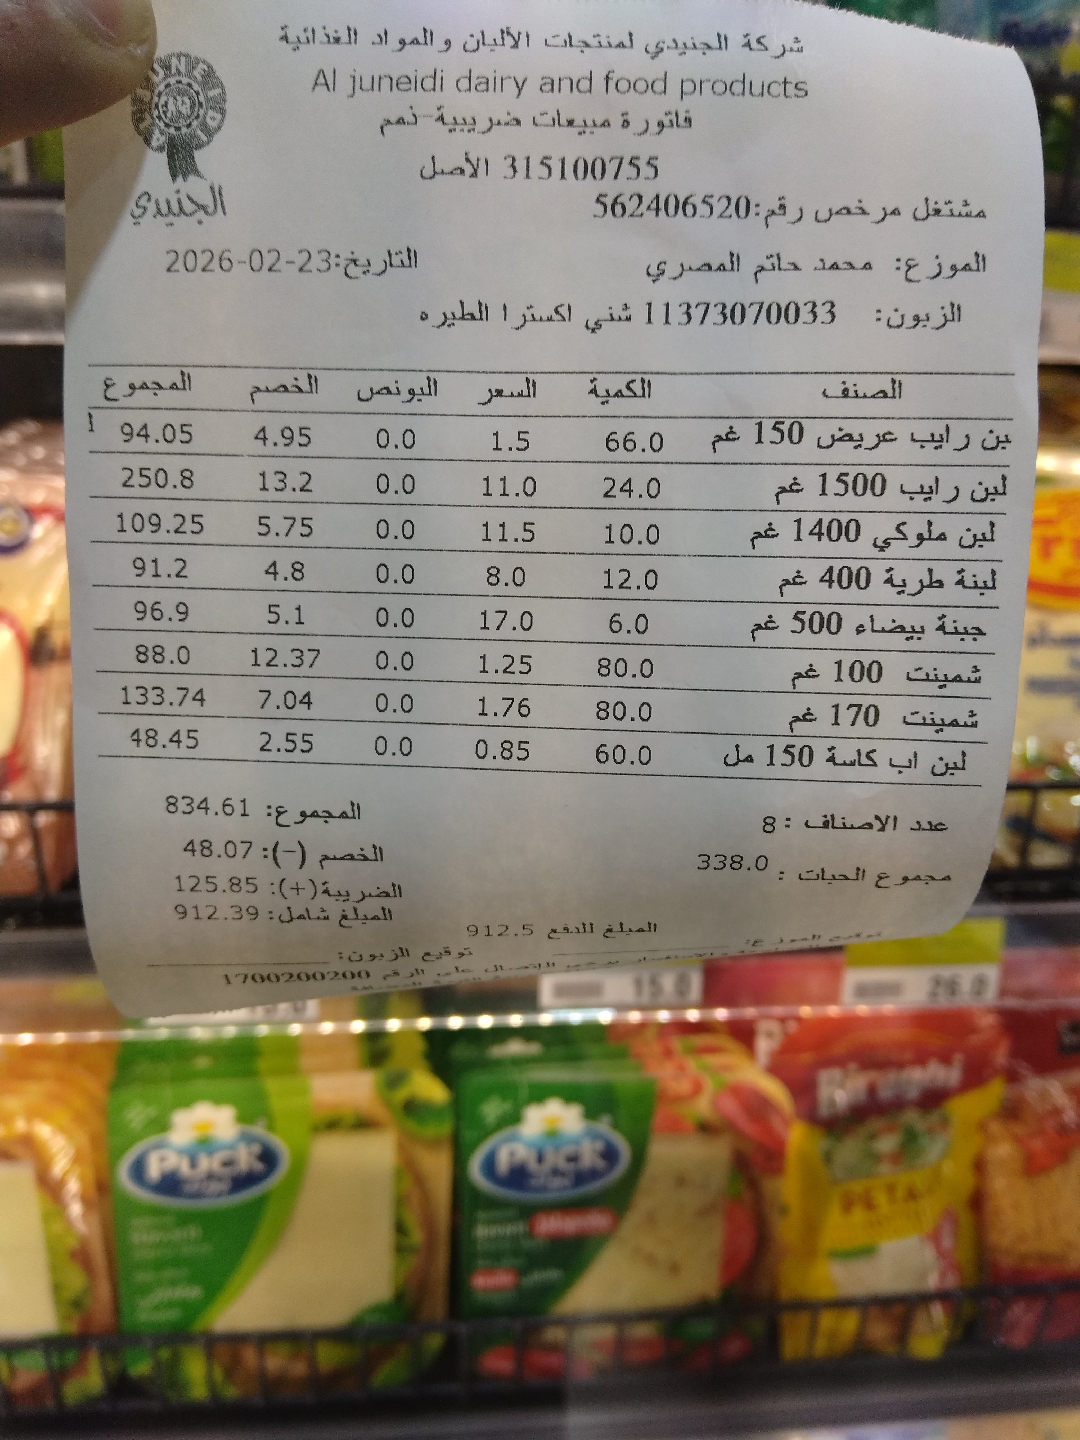 شركة الجنيدي لمنتجات الألبان والمواد الغذائية
Al juneidi dairy and food products
فاتورة مبيعات ضريبية-ذمم
315100755 الأصل
الجنيدي
مشتغل مرخص رقم:562406520
الموزع: محمد حاتم المصري التاريخ:2026-02-23
الزبون: 11373070033 شني اكسترا الطيره
الصنف الكمية السعر البونص الخصم المجموع
بن رايب عريض 150 غم 66.0 1.5 0.0 4.95 94.05
لبن رايب 1500 غم 24.0 11.0 0.0 13.2 250.8
لبن ملوكي 1400 غم 10.0 11.5 0.0 5.75 109.25
لبنة طرية 400 غم 12.0 8.0 0.0 4.8 91.2
جبنة بيضاء 500 غم 6.0 17.0 0.0 5.1 96.9
شمينت 100 غم 80.0 1.25 0.0 12.37 88.0
شمينت 170 غم 80.0 1.76 0.0 7.04 133.74
لبن اب كاسة 150 مل 60.0 0.85 0.0 2.55 48.45
عدد الاصناف : 8 المجموع: 834.61
مجموع الحبات : 338.0 الخصم (-): 48.07
الضريبة(+): 125.85
المبلغ شامل: 912.39
المبلغ للدفع 912.5
توقيع الموزع: توقيع الزبون:
الاتصال على الرقم 1700200200
15.0
26.0
Puck
Puck
Biraghi
PETA